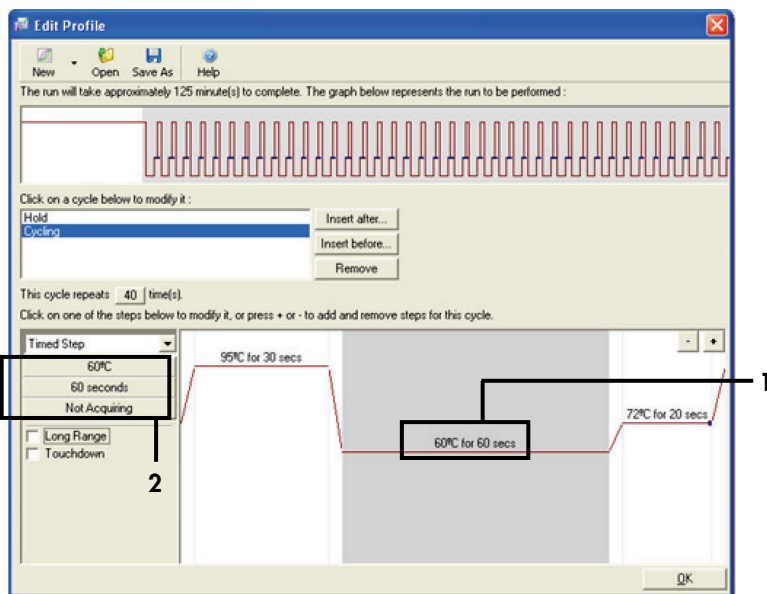 Edit Profile
New Open Save As Help
The run will take approximately 125 minute(s) to complete. The graph below represents the run to be performed :
Click on a cycle below to modify it :
Hold
Cycling
Insert after...
Insert before...
Remove
This cycle repeats 40 time(s).
Click on one of the steps below to modify it, or press + or - to add and remove steps for this cycle.
Timed Step
- +
60ºC
60 seconds
Not Acquiring
Long Range
Touchdown
95ºC for 30 secs
60ºC for 60 secs
72ºC for 20 secs
1
2
OK